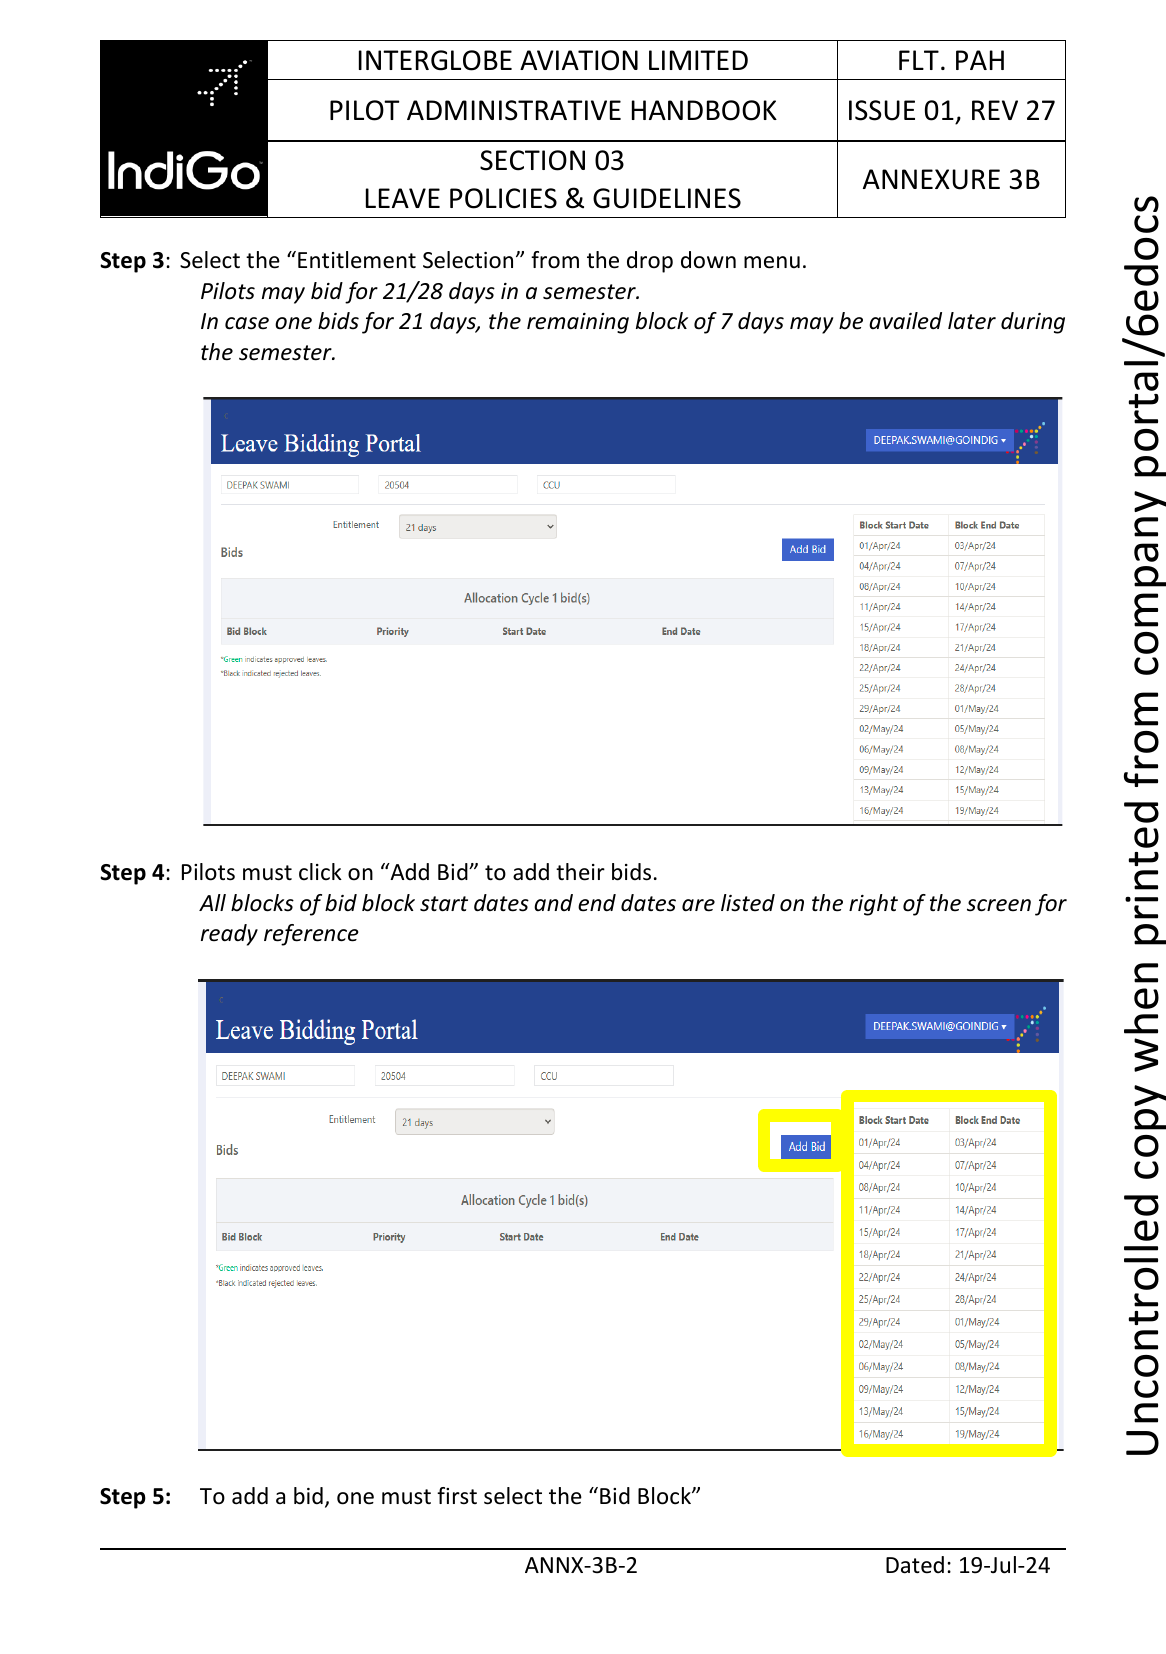 INTERGLOBE AVIATION LIMITED
FLT. PAH
PILOT ADMINISTRATIVE HANDBOOK
ISSUE 01, REV 27
IndiGo
SECTION 03
LEAVE POLICIES & GUIDELINES
ANNEXURE 3B
Step 3: Select the “Entitlement Selection” from the drop down menu.
Pilots may bid for 21/28 days in a semester.
In case one bids for 21 days, the remaining block of 7 days may be availed later during
the semester.
Leave Bidding Portal
DEEPAK.SWAMI@GOINDIG
DEEPAK SWAMI 20504 CCU
Entitlement 21 days
Bids
Add Bid
Allocation Cycle 1 bid(s)
Bid Block Priority Start Date End Date
*Green indicates approved leaves.
*Black indicated rejected leaves.
Block Start Date Block End Date
01/Apr/24 03/Apr/24
04/Apr/24 07/Apr/24
08/Apr/24 10/Apr/24
11/Apr/24 14/Apr/24
15/Apr/24 17/Apr/24
18/Apr/24 21/Apr/24
22/Apr/24 24/Apr/24
25/Apr/24 28/Apr/24
29/Apr/24 01/May/24
02/May/24 05/May/24
06/May/24 08/May/24
09/May/24 12/May/24
13/May/24 15/May/24
16/May/24 19/May/24
Step 4: Pilots must click on “Add Bid” to add their bids.
All blocks of bid block start dates and end dates are listed on the right of the screen for
ready reference
Leave Bidding Portal
DEEPAK.SWAMI@GOINDIG
DEEPAK SWAMI 20504 CCU
Entitlement 21 days
Bids
Add Bid
Allocation Cycle 1 bid(s)
Bid Block Priority Start Date End Date
*Green indicates approved leaves.
*Black indicated rejected leaves.
Block Start Date Block End Date
01/Apr/24 03/Apr/24
04/Apr/24 07/Apr/24
08/Apr/24 10/Apr/24
11/Apr/24 14/Apr/24
15/Apr/24 17/Apr/24
18/Apr/24 21/Apr/24
22/Apr/24 24/Apr/24
25/Apr/24 28/Apr/24
29/Apr/24 01/May/24
02/May/24 05/May/24
06/May/24 08/May/24
09/May/24 12/May/24
13/May/24 15/May/24
16/May/24 19/May/24
Step 5: To add a bid, one must first select the “Bid Block”
ANNX-3B-2
Dated: 19-Jul-24
Uncontrolled copy when printed from company portal/6edocs